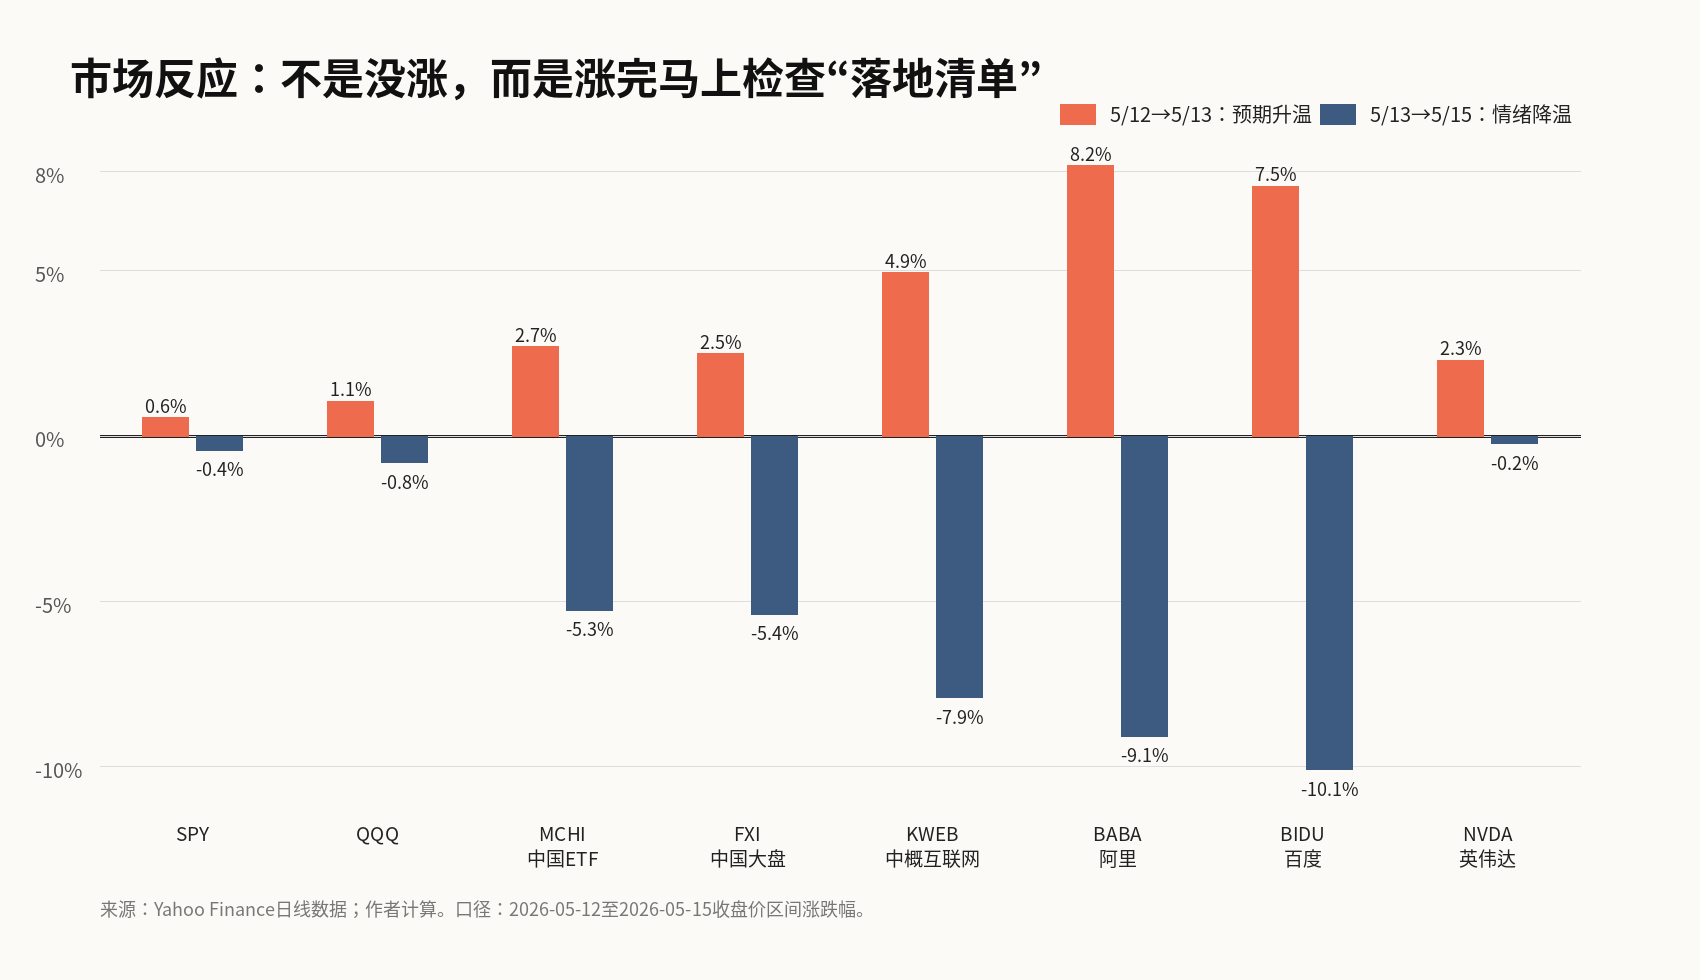 市场反应：不是没涨，而是涨完马上检查“落地清单”
5/12→5/13：预期升温
5/13→5/15：情绪降温
8%
5%
0%
-5%
-10%
0.6%
-0.4%
1.1%
-0.8%
2.7%
-5.3%
2.5%
-5.4%
4.9%
-7.9%
8.2%
-9.1%
7.5%
-10.1%
2.3%
-0.2%
SPY
QQQ
MCHI
中国ETF
FXI
中国大盘
KWEB
中概互联网
BABA
阿里
BIDU
百度
NVDA
英伟达
来源：Yahoo Finance日线数据；作者计算。口径：2026-05-12至2026-05-15收盘价区间涨跌幅。